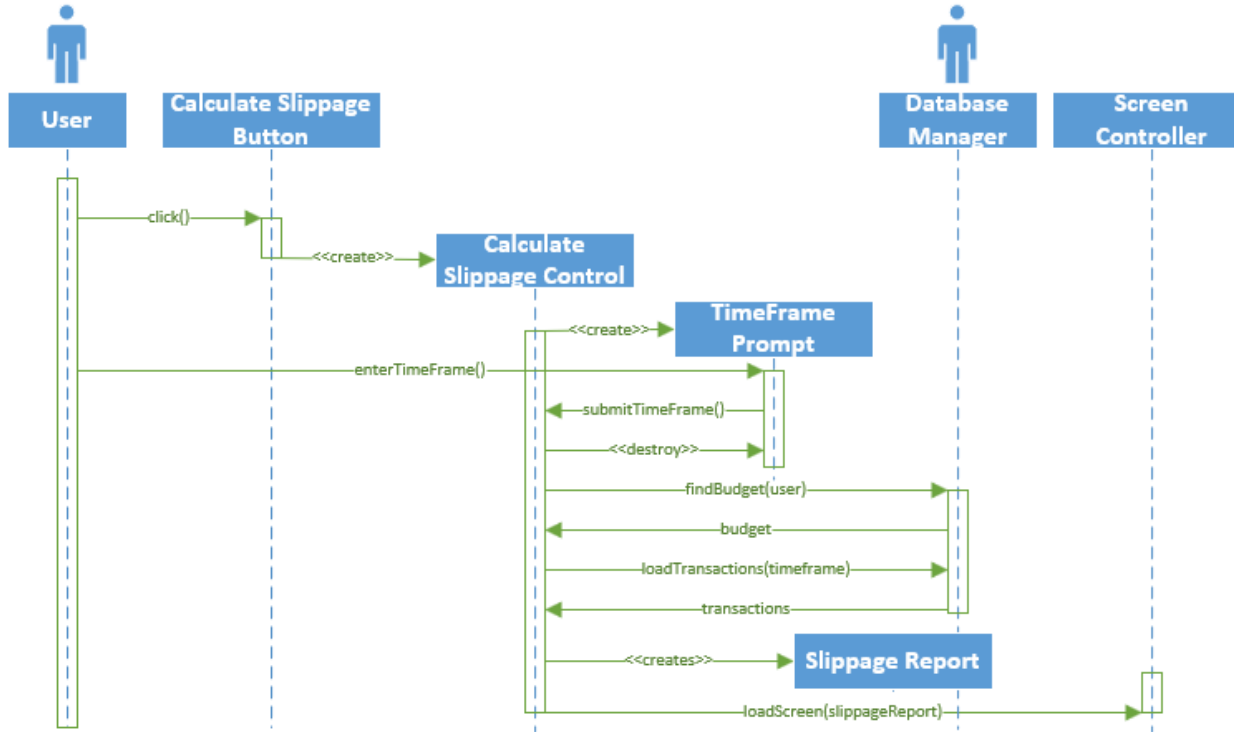 User
Calculate Slippage
Button
Database
Manager
Screen
Controller
click()
<<create>>
Calculate
Slippage Control
<<create>>
TimeFrame
Prompt
enterTimeFrame()
submitTimeFrame()
<<destroy>>
findBudget(user)
budget
loadTransactions(timeframe)
transactions
<<creates>>
Slippage Report
loadScreen(slippageReport)